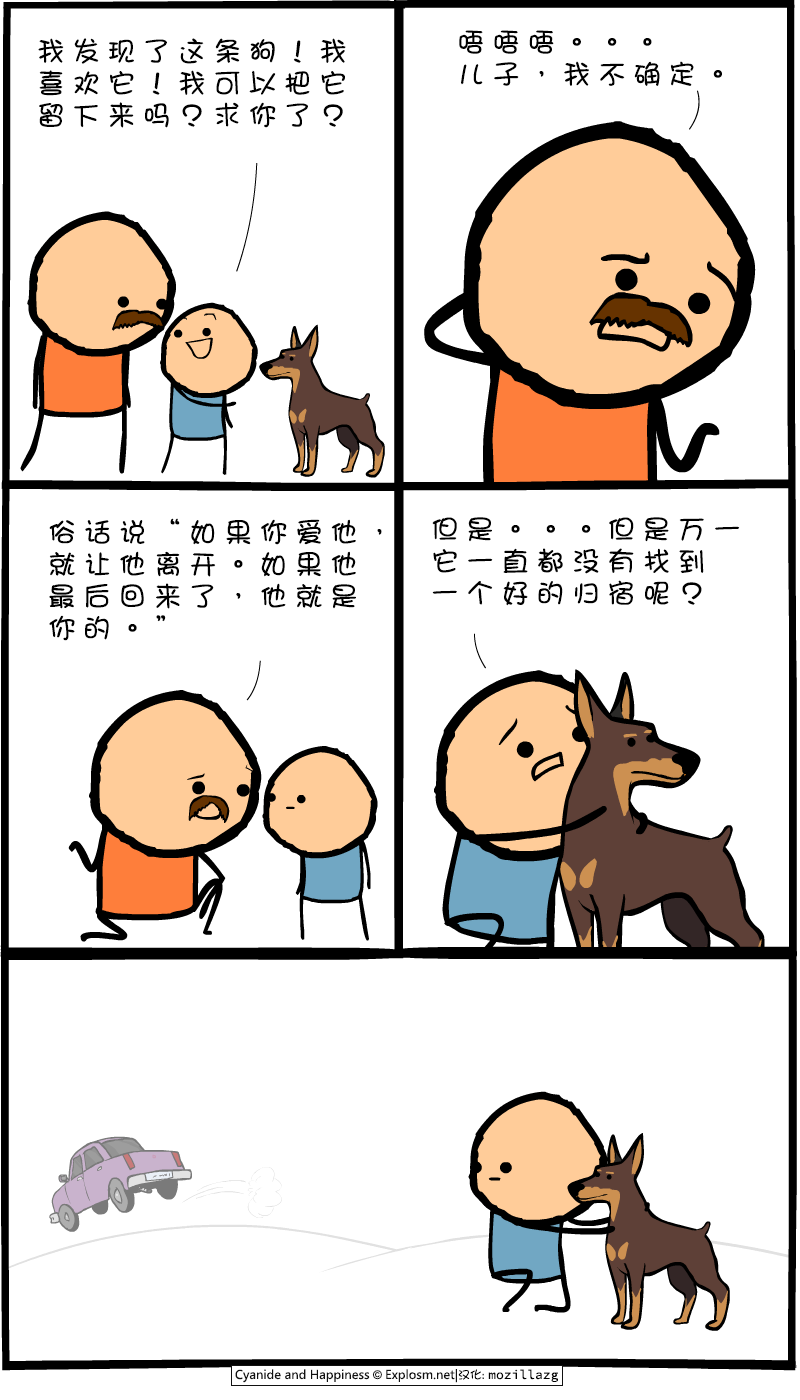 我发现了这条狗！我
喜欢它！我可以把它
留下来吗？求你了？
唔唔唔。。。
儿子，我不确定。
俗话说“如果你爱他，
就让他离开。如果他
最后回来了，他就是
你的。”
但是。。。但是万一
它一直都没有找到
一个好的归宿呢？
Cyanide and Happiness © Explosm.net|汉化: mozillazg